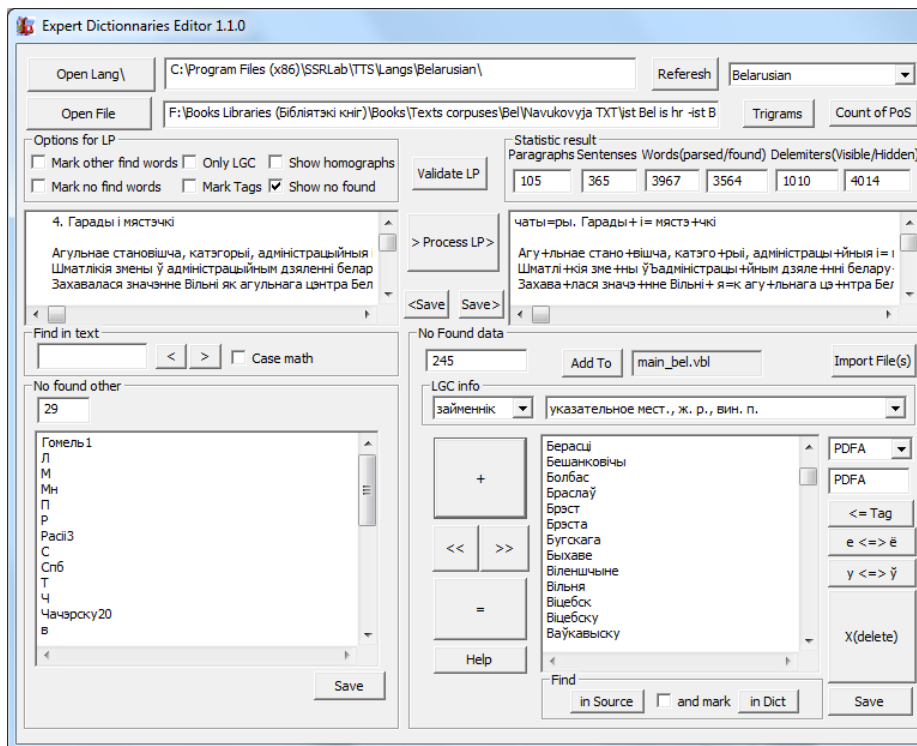 Expert Dictionnaries Editor 1.1.0
Open Lang\ C:\Program Files (x86)\SSRLab\TTS\Langs\Belarusian\ Referesh Belarusian
Open File F:\Books Libraries (Бібліятэкі кніг)\Books\Texts corpuses\Bel\Navukovyja TXT\ist Bel is hr -ist B Trigrams Count of PoS
Options for LP
Mark other find words Only LGC Show homographs
Mark no find words Mark Tags Show no found
Validate LP
Statistic result
Paragraphs Sentenses Words(parsed/found) Delemiters(Visible/Hidden)
105 365 3967 3564 1010 4014
4. Гарады і мястэчкі
Агульнае становішча, катэгорыі, адміністрацыйныя
Шматлікія змены ў адміністрацыйным дзяленні белар
Захавалася значэнне Вільні як агульнага цэнтра Бел
> Process LP>
<Save Save>
чаты=ры. Гарады+ і= мястэ+чкі
Агу+льнае стано+вішча, катэго+рыі, адміністрацы+йныя і=
Шматлі+кія зме+ны ўЪадміністрацы+йным дзяле+нні белару+
Захава+лася значэ+нне Вільні+ я=к агу+льнага цэ+нтра Бел
Find in text
< > Case math
No found other
29
Гомель1
Л
М
Мн
П
Р
Расіі3
С
Спб
Т
Ч
Чачэрску20
в
Save
No Found data
245 Add To main_bel.vbl Import File(s)
LGC info
займеннік указательное мест., ж. р., вин. п.
+
<< >>
=
Help
Берасці
Бешанковічы
Болбас
Браслаў
Брэст
Брэста
Бугскага
Быхаве
Віленшчыне
Вільня
Віцебск
Віцебску
Ваўкавыску
PDFA
PDFA
<= Tag
е <=> ё
у <=> ў
X(delete)
Find
in Source and mark in Dict
Save